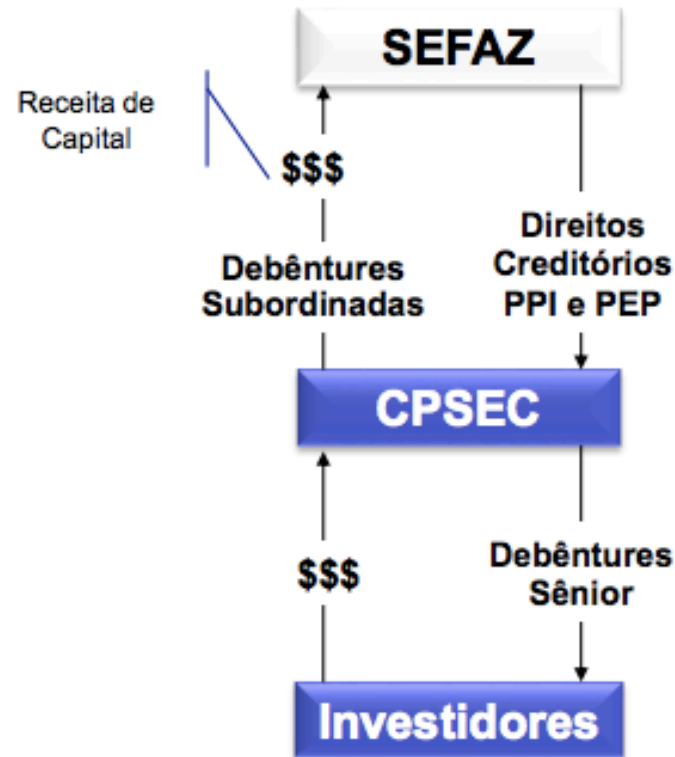 SEFAZ
Receita de
Capital
$$$
Debêntures
Subordinadas
Direitos
Creditórios
PPI e PEP
CPSEC
$$$
Debêntures
Sênior
Investidores